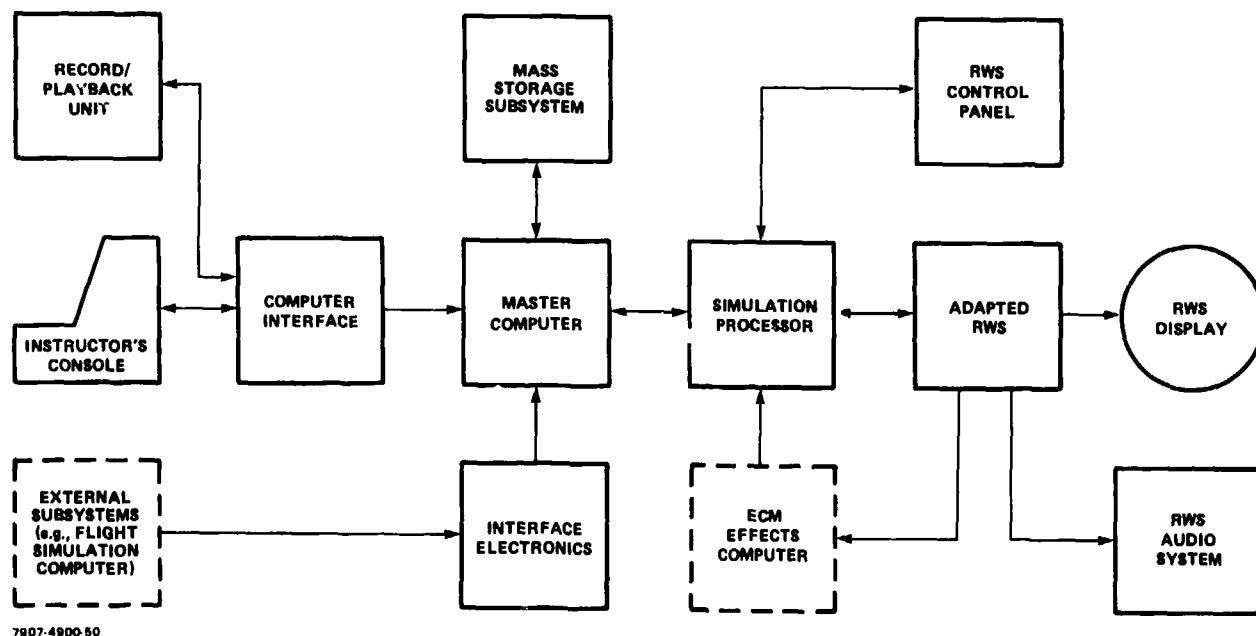 RECORD/
PLAYBACK
UNIT
MASS
STORAGE
SUBSYSTEM
RWS
CONTROL
PANEL
INSTRUCTOR'S
CONSOLE
COMPUTER
INTERFACE
MASTER
COMPUTER
SIMULATION
PROCESSOR
ADAPTED
RWS
RWS
DISPLAY
EXTERNAL
SUBSYSTEMS
(e.g., FLIGHT
SIMULATION
COMPUTER)
INTERFACE
ELECTRONICS
ECM
EFFECTS
COMPUTER
RWS
AUDIO
SYSTEM
7907-4900-50